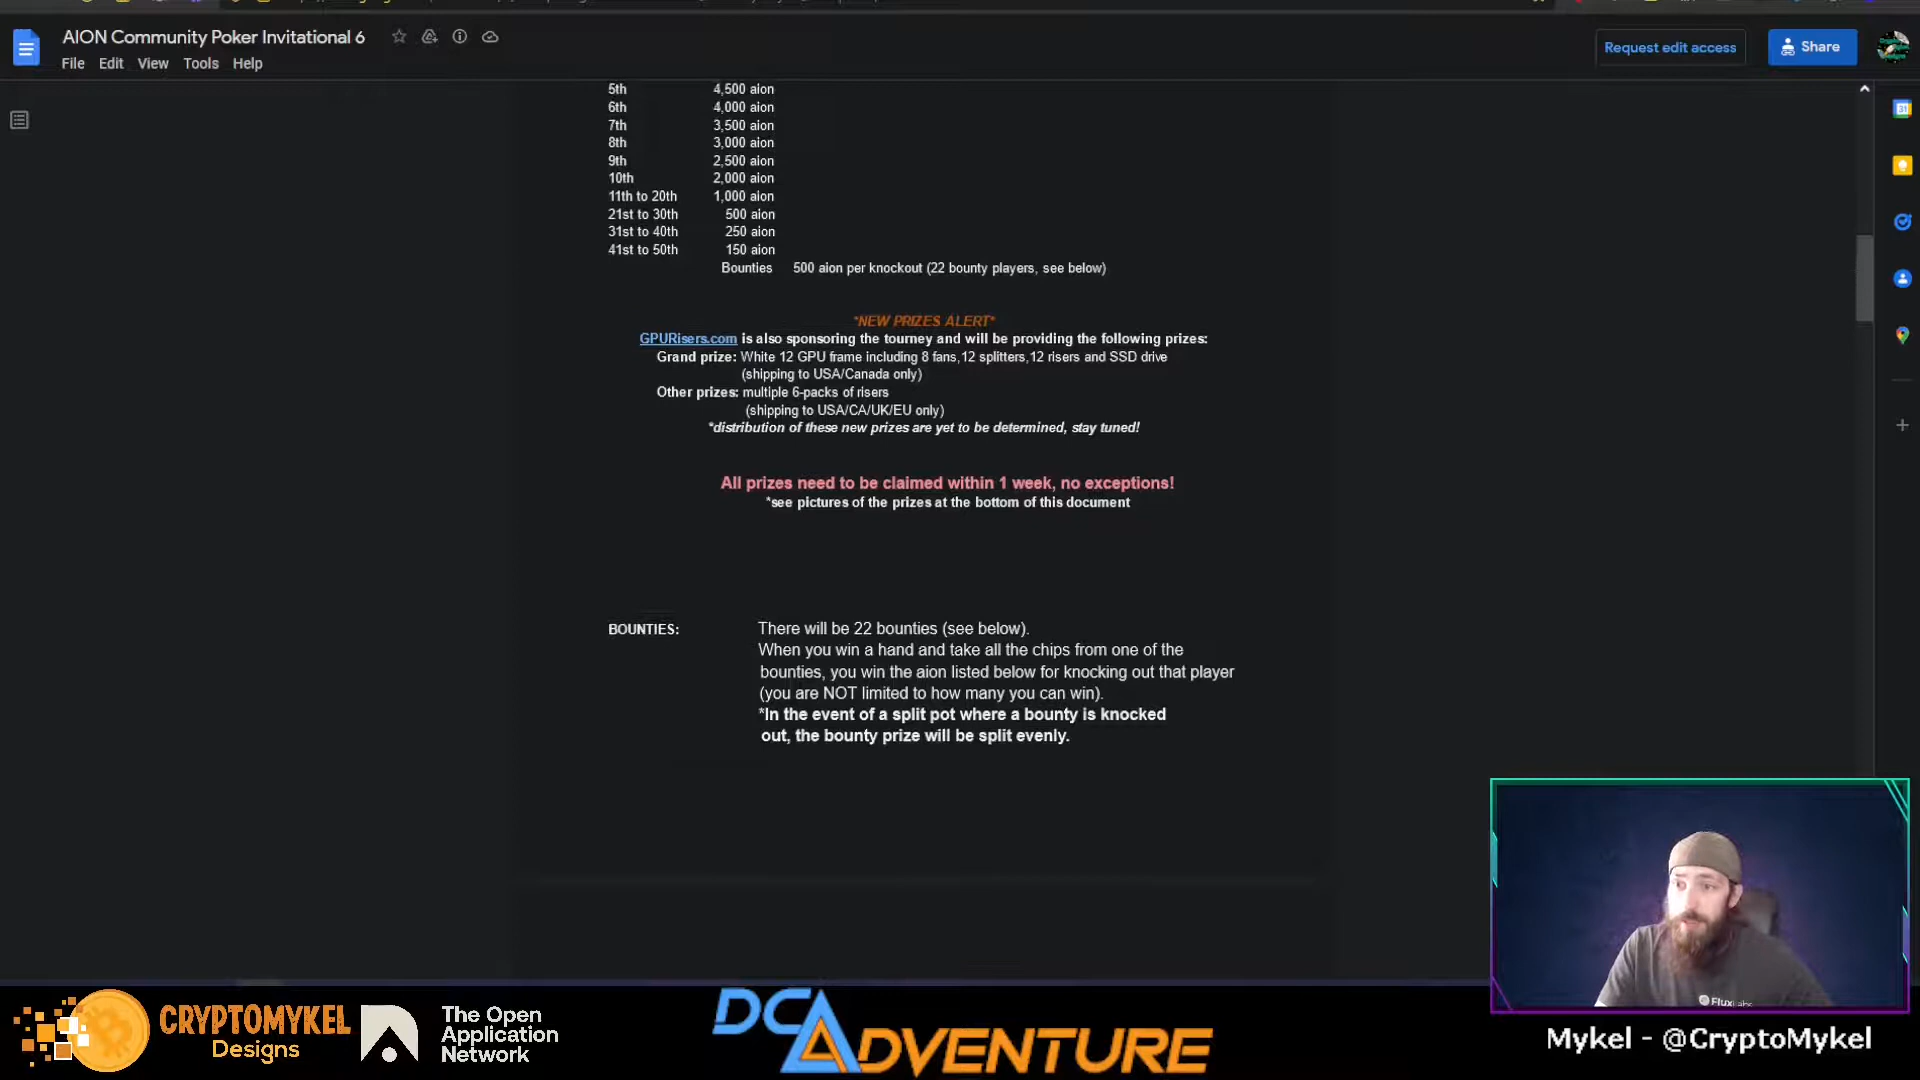 AION Community Poker Invitational 6
File Edit View Tools Help
Request edit access
Share
5th 4,500 aion
6th 4,000 aion
7th 3,500 aion
8th 3,000 aion
9th 2,500 aion
10th 2,000 aion
11th to 20th 1,000 aion
21st to 30th 500 aion
31st to 40th 250 aion
41st to 50th 150 aion
Bounties 500 aion per knockout (22 bounty players, see below)
*NEW PRIZES ALERT*
GPURisers.com is also sponsoring the tourney and will be providing the following prizes:
Grand prize: White 12 GPU frame including 8 fans,12 splitters,12 risers and SSD drive
(shipping to USA/Canada only)
Other prizes: multiple 6-packs of risers
(shipping to USA/CA/UK/EU only)
*distribution of these new prizes are yet to be determined, stay tuned!
All prizes need to be claimed within 1 week, no exceptions!
*see pictures of the prizes at the bottom of this document
BOUNTIES: There will be 22 bounties (see below).
When you win a hand and take all the chips from one of the
bounties, you win the aion listed below for knocking out that player
(you are NOT limited to how many you can win).
*In the event of a split pot where a bounty is knocked
out, the bounty prize will be split evenly.
FluxLabs
CRYPTOMYKEL
Designs
The Open
Application
Network
DCADVENTURE
Mykel - @CryptoMykel